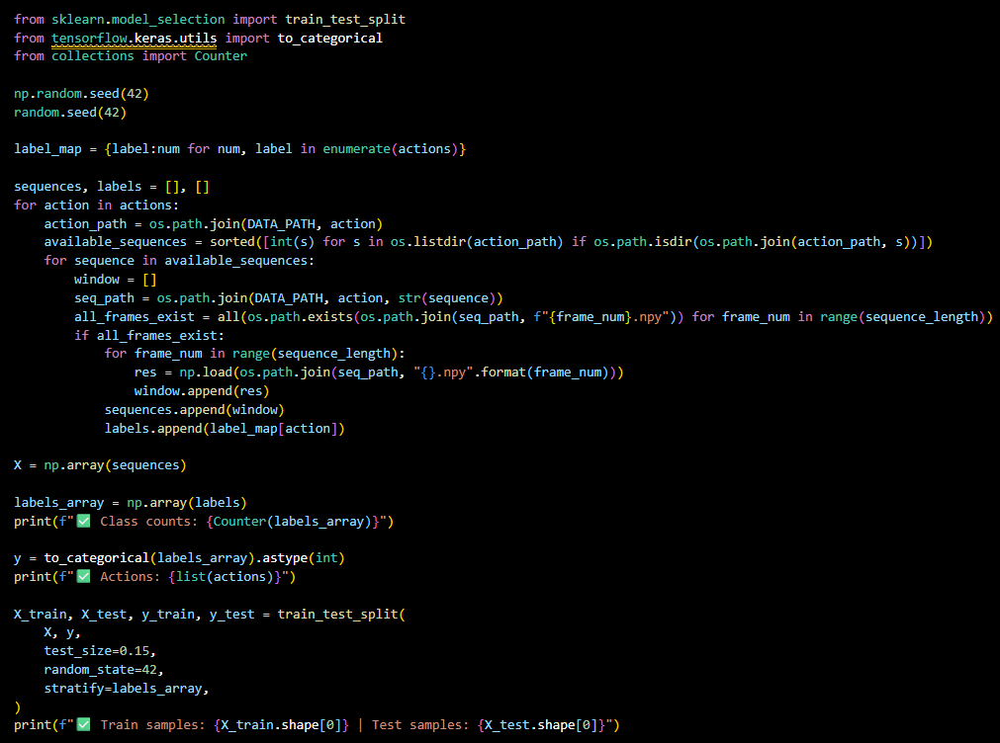 from sklearn.model_selection import train_test_split
from tensorflow.keras.utils import to_categorical
from collections import Counter

np.random.seed(42)
random.seed(42)

label_map = {label:num for num, label in enumerate(actions)}

sequences, labels = [], []
for action in actions:
    action_path = os.path.join(DATA_PATH, action)
    available_sequences = sorted([int(s) for s in os.listdir(action_path) if os.path.isdir(os.path.join(action_path, s))])
    for sequence in available_sequences:
        window = []
        seq_path = os.path.join(DATA_PATH, action, str(sequence))
        all_frames_exist = all(os.path.exists(os.path.join(seq_path, f"{frame_num}.npy")) for frame_num in range(sequence_length))
        if all_frames_exist:
            for frame_num in range(sequence_length):
                res = np.load(os.path.join(seq_path, "{}.npy".format(frame_num)))
                window.append(res)
            sequences.append(window)
            labels.append(label_map[action])

X = np.array(sequences)

labels_array = np.array(labels)
print(f"✅ Class counts: {Counter(labels_array)}")

y = to_categorical(labels_array).astype(int)
print(f"✅ Actions: {list(actions)}")

X_train, X_test, y_train, y_test = train_test_split(
    X, y,
    test_size=0.15,
    random_state=42,
    stratify=labels_array,
)
print(f"✅ Train samples: {X_train.shape[0]} | Test samples: {X_test.shape[0]}")